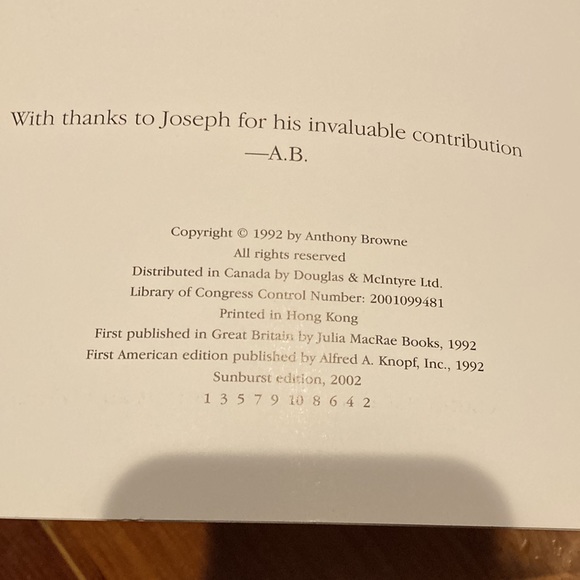 With thanks to Joseph for his invaluable contribution
—A.B.
Copyright © 1992 by Anthony Browne
All rights reserved
Distributed in Canada by Douglas & McIntyre Ltd.
Library of Congress Control Number: 2001099481
Printed in Hong Kong
First published in Great Britain by Julia MacRae Books, 1992
First American edition published by Alfred A. Knopf, Inc., 1992
Sunburst edition, 2002
1 3 5 7 9 10 8 6 4 2